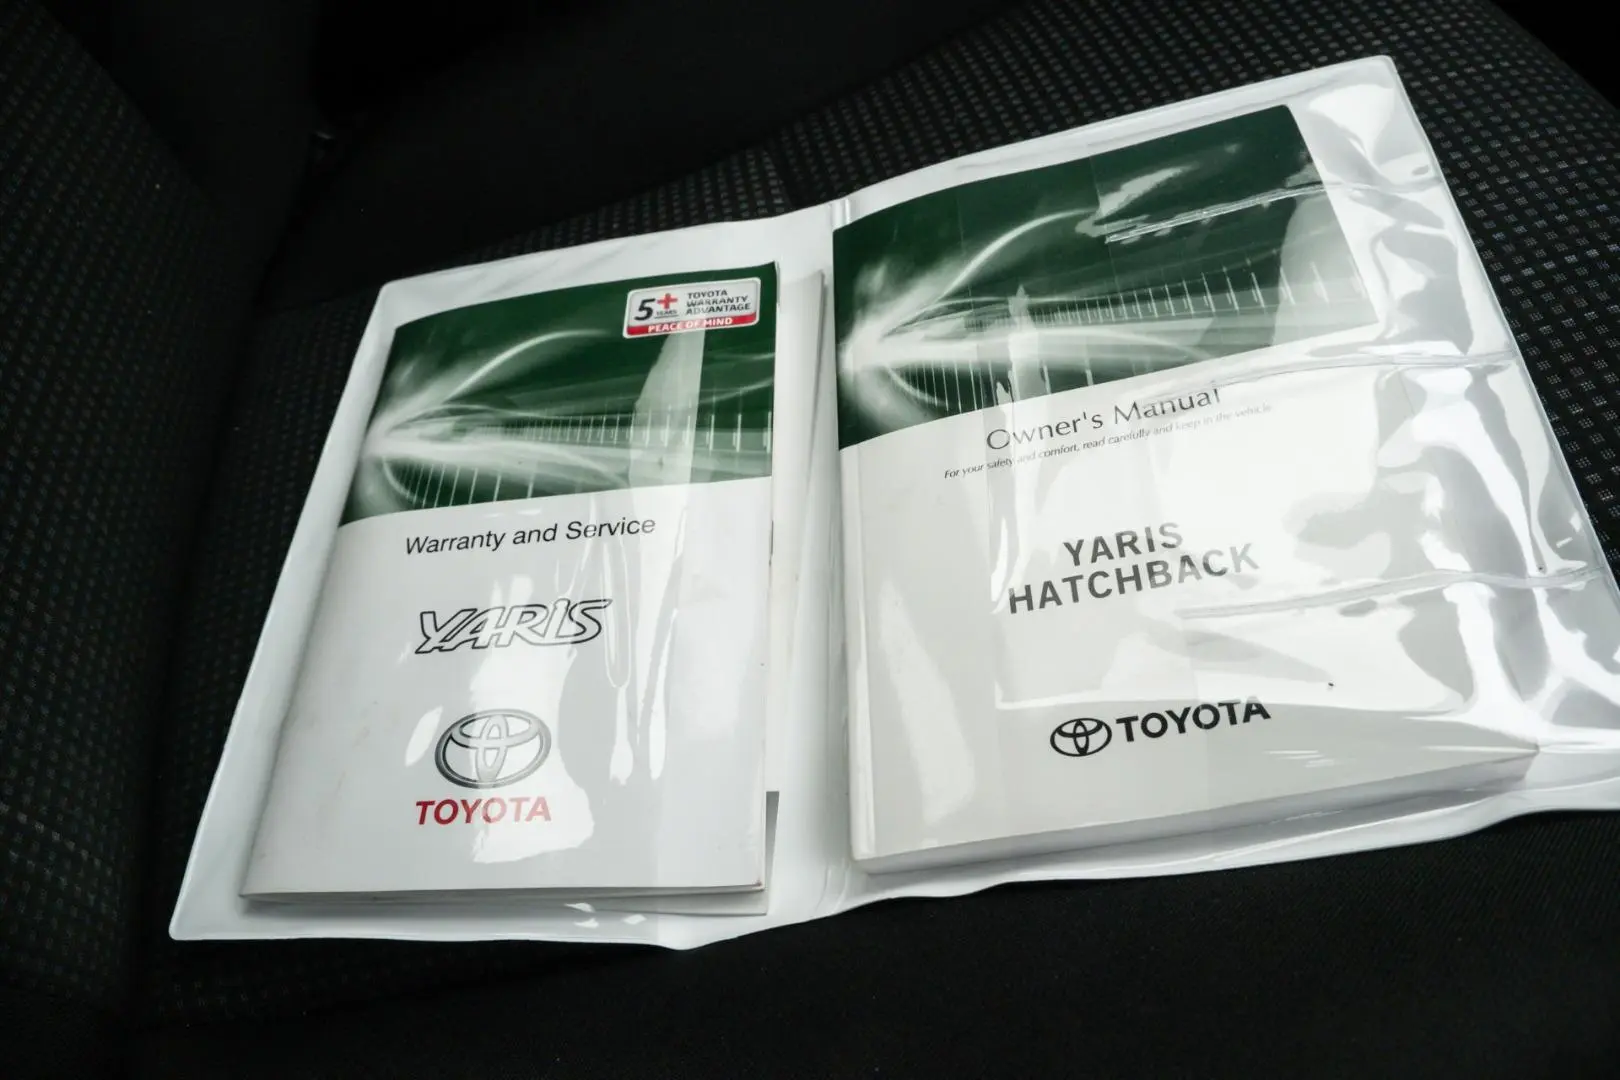 5+ YEARS
TOYOTA
WARRANTY
ADVANTAGE
PEACE OF MIND
Warranty and Service
YARIS
TOYOTA
Owner's Manual
For your safety and comfort, read carefully and keep in the vehicle.
YARIS
HATCHBACK
TOYOTA